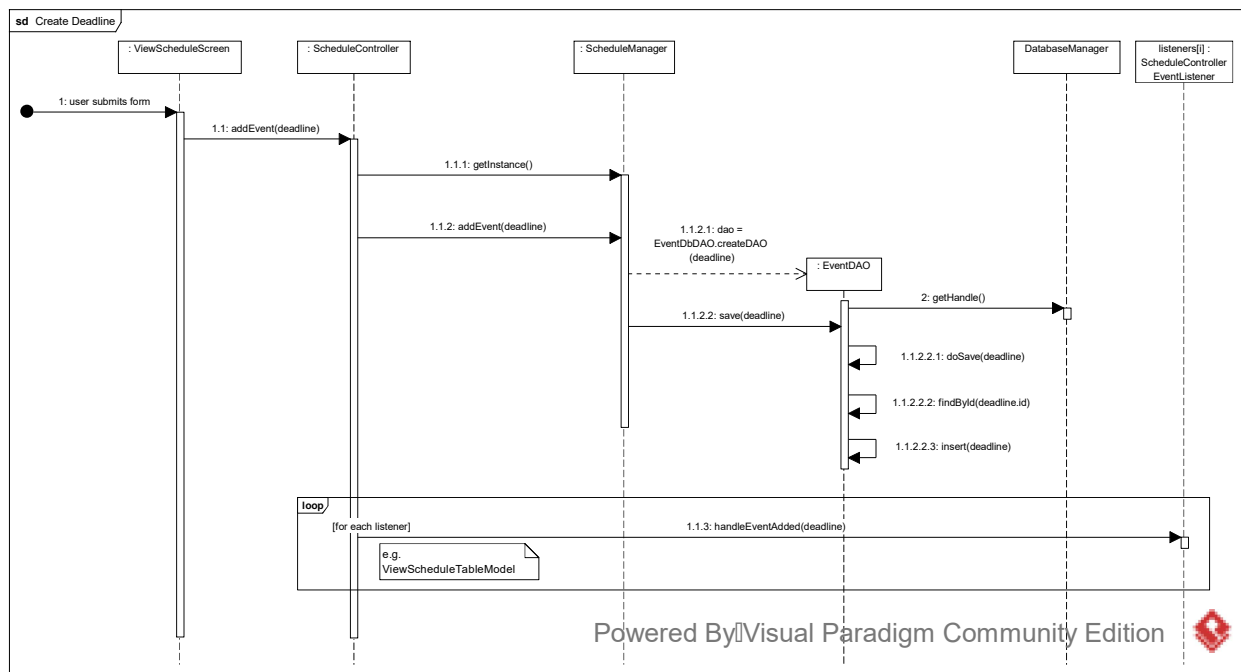 sd Create Deadline
: ViewScheduleScreen
: ScheduleController
: ScheduleManager
DatabaseManager
listeners[i] :
ScheduleController
EventListener
1: user submits form
1.1: addEvent(deadline)
1.1.1: getInstance()
1.1.2: addEvent(deadline)
1.1.2.1: dao =
EventDbDAO.createDAO
(deadline)
: EventDAO
2: getHandle()
1.1.2.2: save(deadline)
1.1.2.2.1: doSave(deadline)
1.1.2.2.2: findById(deadline.id)
1.1.2.2.3: insert(deadline)
loop
[for each listener]
1.1.3: handleEventAdded(deadline)
e.g.
ViewScheduleTableModel
Powered By Visual Paradigm Community Edition